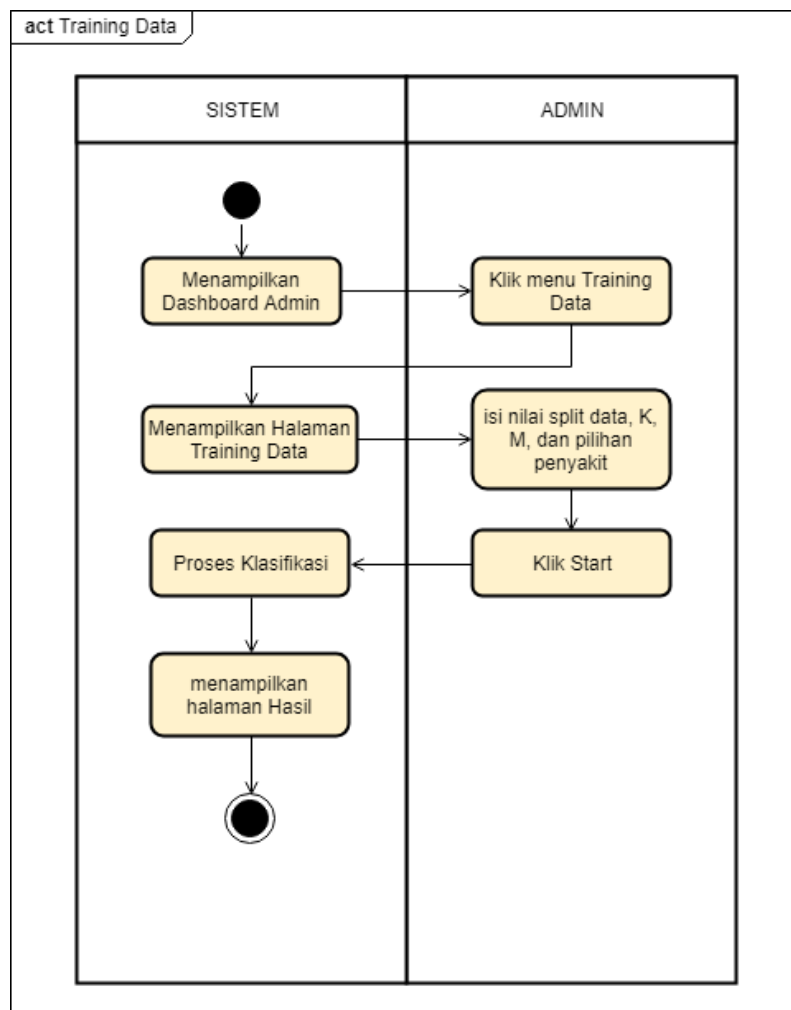 act Training Data
SISTEM
ADMIN
Menampilkan
Dashboard Admin
Klik menu Training
Data
Menampilkan Halaman
Training Data
isi nilai split data, K,
M, dan pilihan
penyakit
Klik Start
Proses Klasifikasi
menampilkan
halaman Hasil